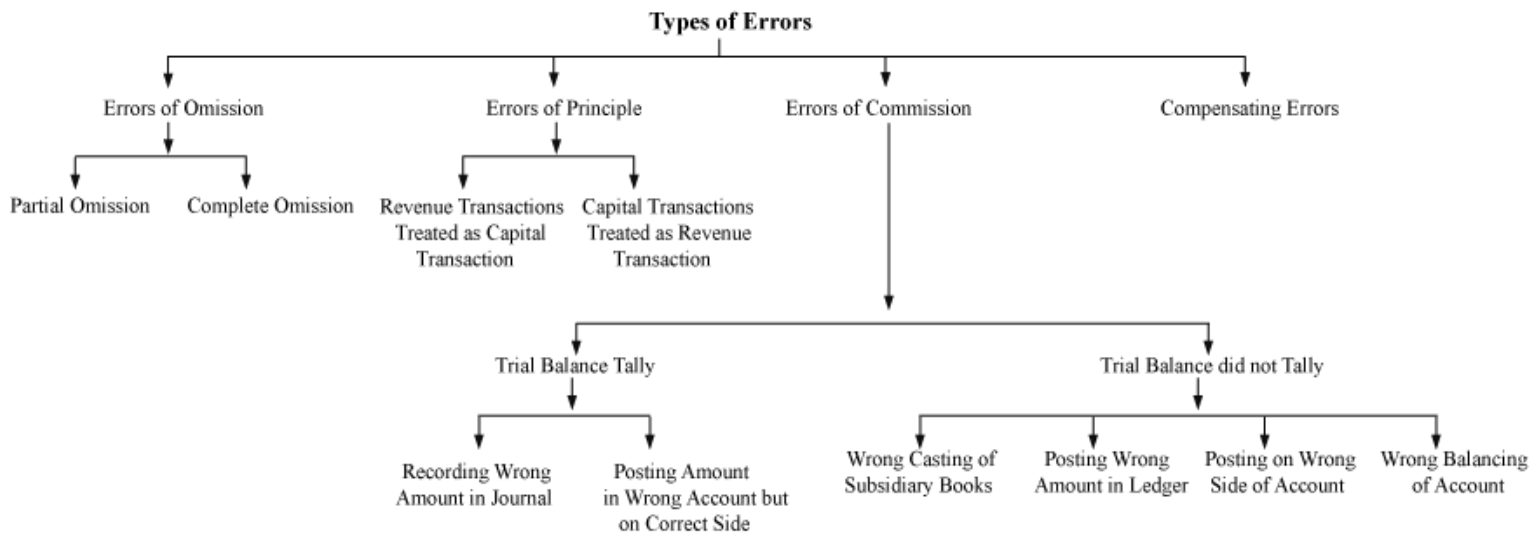 Types of Errors
Errors of Omission
Errors of Principle
Errors of Commission
Compensating Errors
Partial Omission
Complete Omission
Revenue Transactions
Treated as Capital
Transaction
Capital Transactions
Treated as Revenue
Transaction
Trial Balance Tally
Trial Balance did not Tally
Recording Wrong
Amount in Journal
Posting Amount
in Wrong Account but
on Correct Side
Wrong Casting of
Subsidiary Books
Posting Wrong
Amount in Ledger
Posting on Wrong
Side of Account
Wrong Balancing
of Account